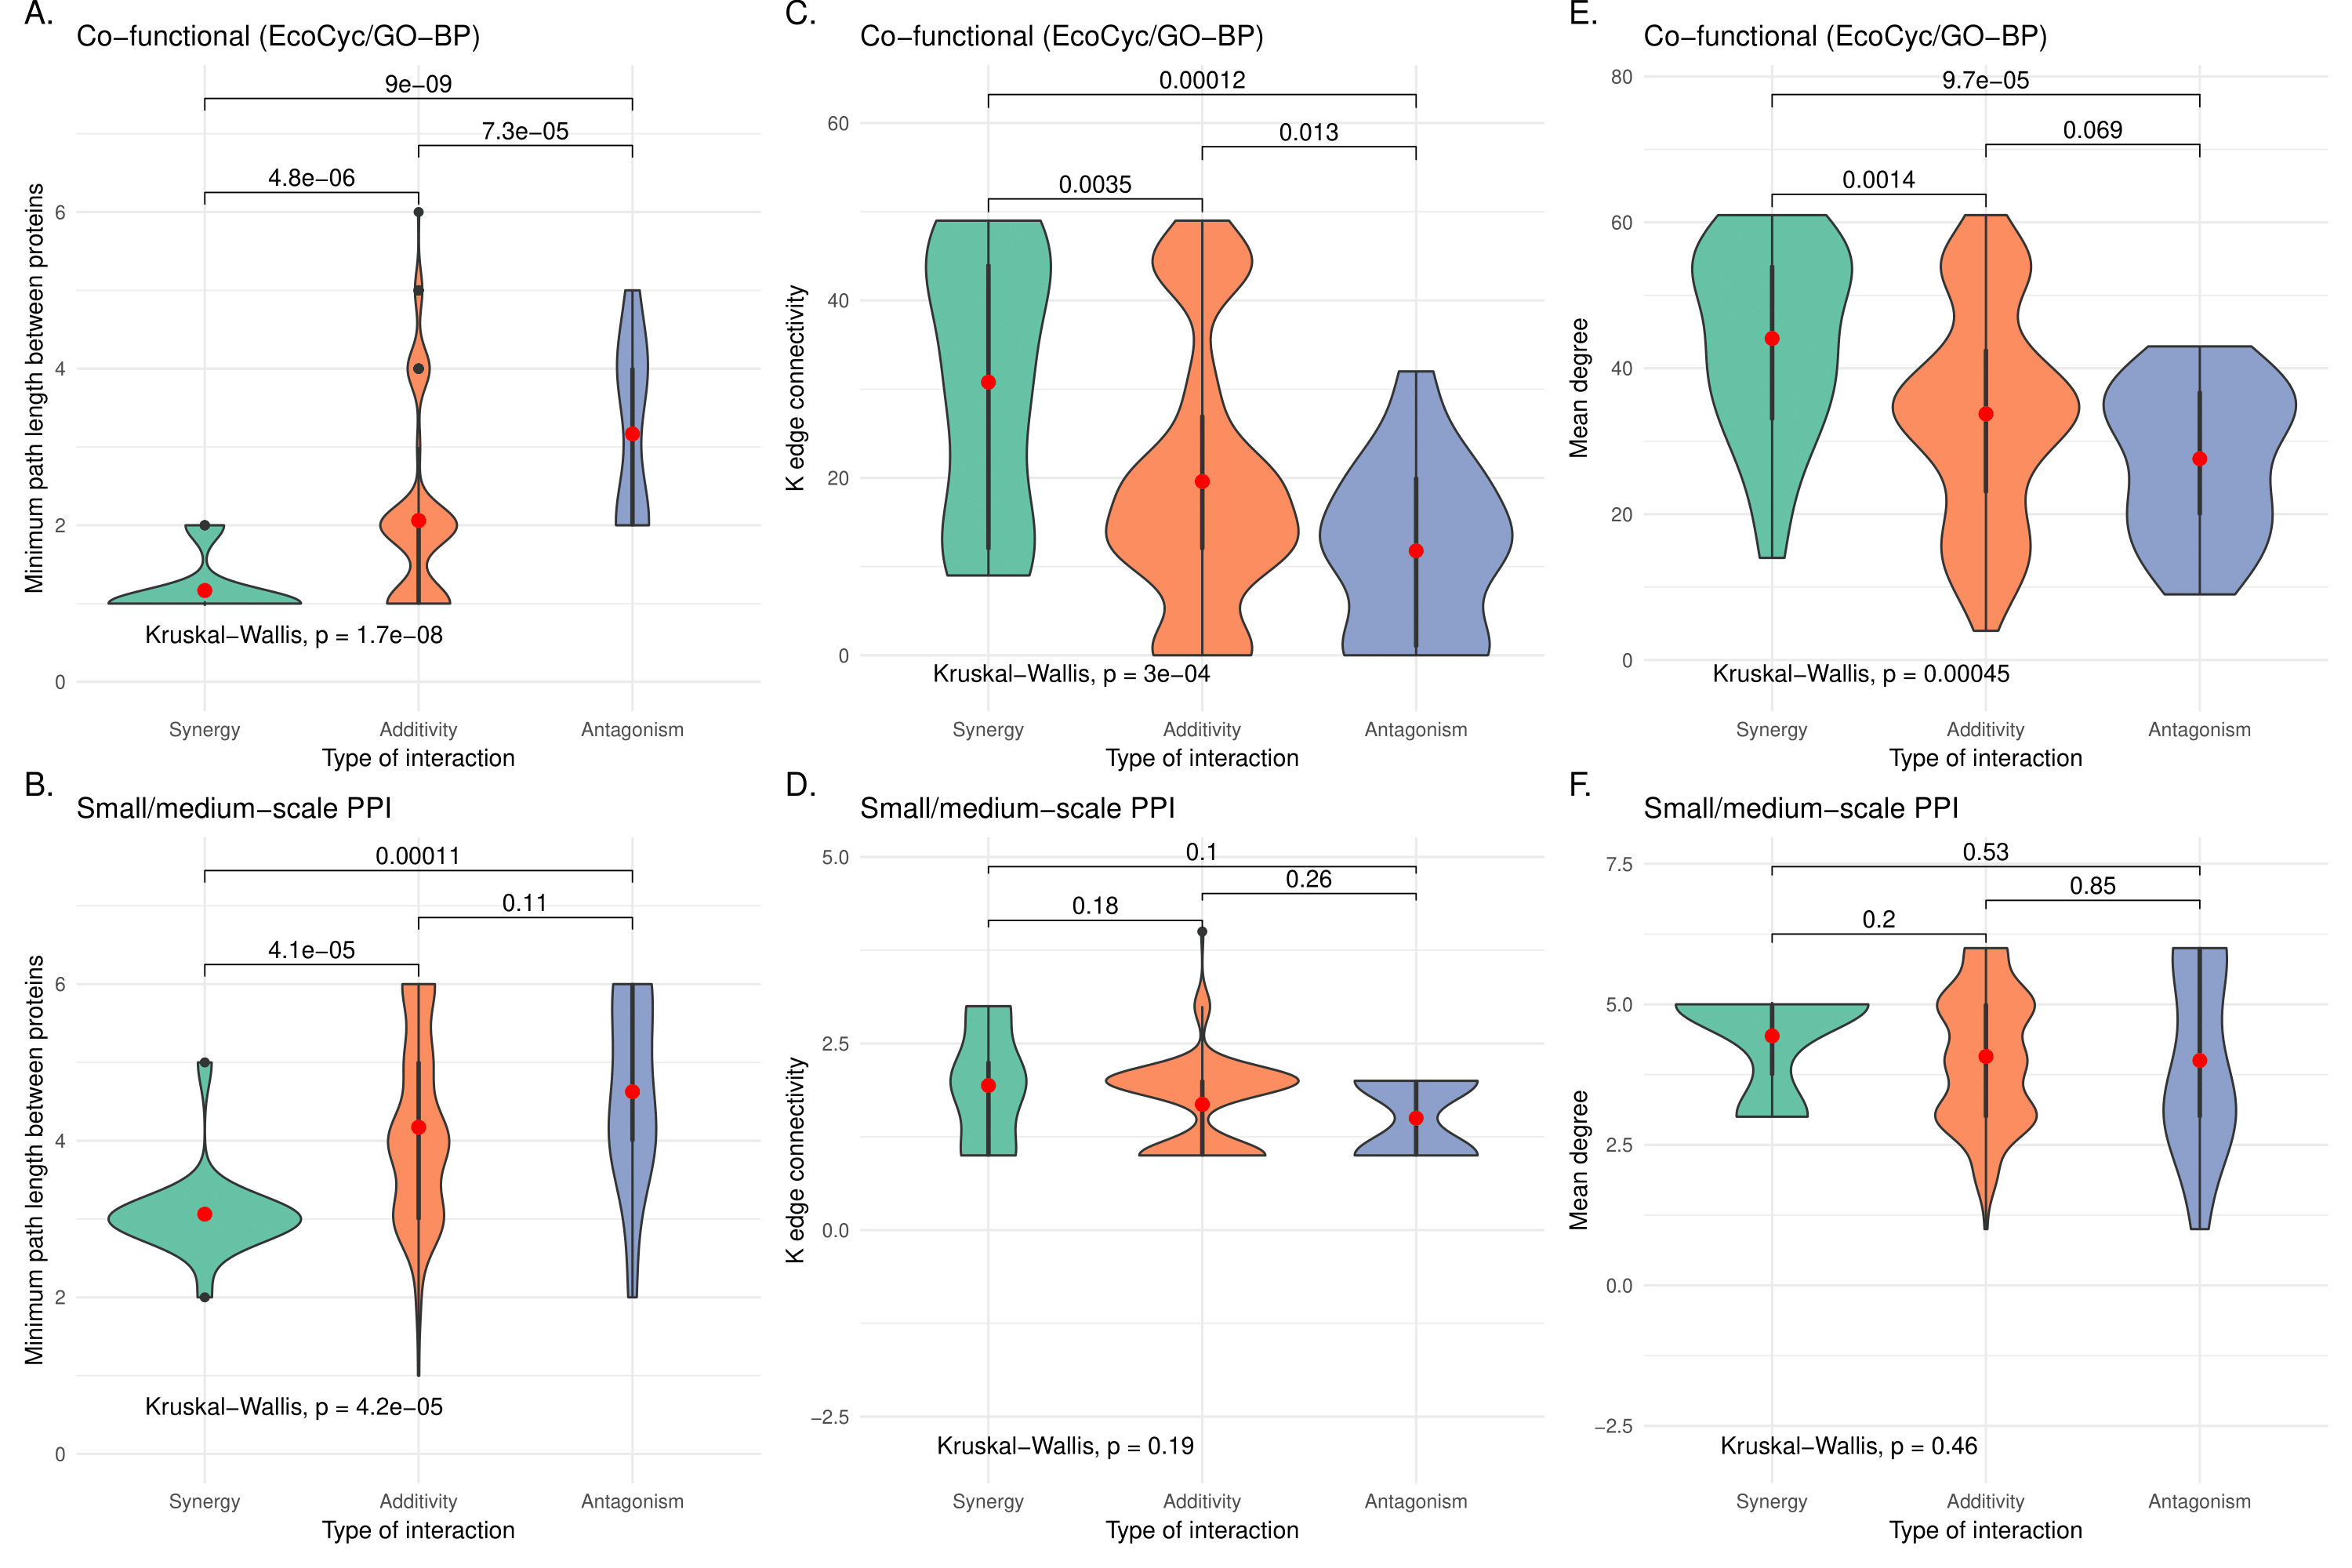 A.
Co−functional (EcoCyc/GO−BP)
9e−09
7.3e−05
4.8e−06
Minimum path length between proteins
6
4
2
0
Kruskal−Wallis, p = 1.7e−08
Synergy Additivity Antagonism
Type of interaction
B.
Small/medium−scale PPI
0.00011
0.11
4.1e−05
Minimum path length between proteins
6
4
2
0
Kruskal−Wallis, p = 4.2e−05
Synergy Additivity Antagonism
Type of interaction
C.
Co−functional (EcoCyc/GO−BP)
0.00012
0.013
0.0035
K edge connectivity
60
40
20
0
Kruskal−Wallis, p = 3e−04
Synergy Additivity Antagonism
Type of interaction
D.
Small/medium−scale PPI
0.1
0.26
0.18
K edge connectivity
5.0
2.5
0.0
−2.5
Kruskal−Wallis, p = 0.19
Synergy Additivity Antagonism
Type of interaction
E.
Co−functional (EcoCyc/GO−BP)
9.7e−05
0.069
0.0014
Mean degree
80
60
40
20
0
Kruskal−Wallis, p = 0.00045
Synergy Additivity Antagonism
Type of interaction
F.
Small/medium−scale PPI
0.53
0.85
0.2
Mean degree
7.5
5.0
2.5
0.0
−2.5
Kruskal−Wallis, p = 0.46
Synergy Additivity Antagonism
Type of interaction